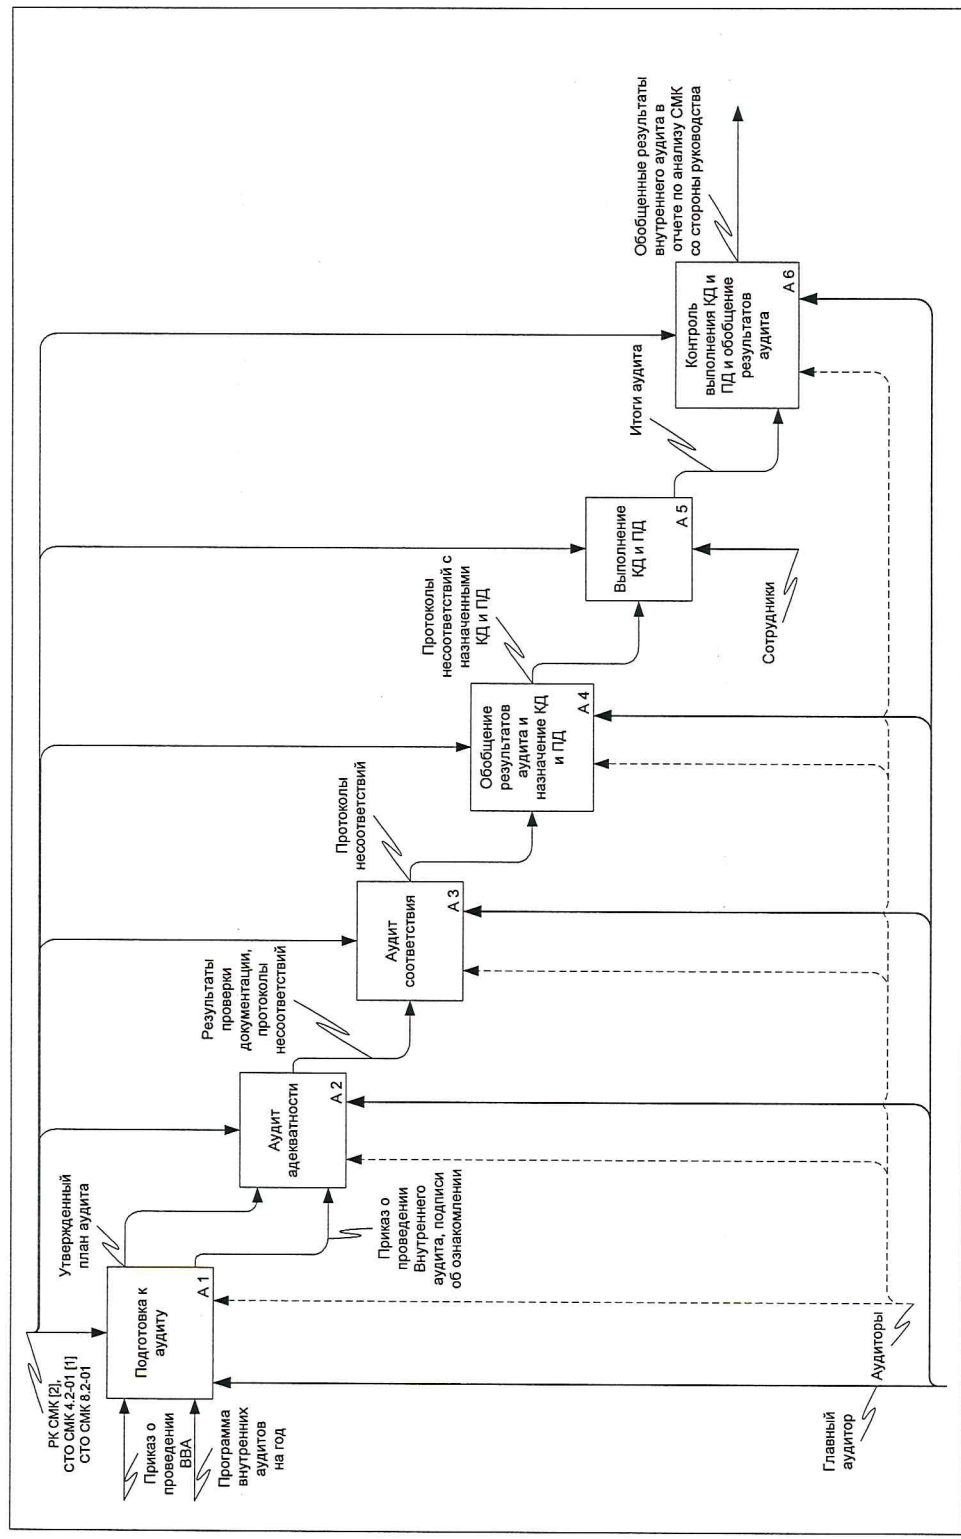 РК СМК [2],
СТО СМК 4.2-01 [1]
СТО СМК 8.2-01
Приказ о
проведении
ВВА
Программа
внутренних
аудитов
на год
Подготовка к
аудиту
А 1
Утвержденный
план аудита
Приказ о
проведении
Внутреннего
аудита, подписи
об ознакомлении
Аудит
адекватности
А 2
Результаты
проверки
документации,
протоколы
несоответствий
Аудит
соответствия
А 3
Протоколы
несоответствий
Обобщение
результатов
аудита и
назначение КД
и ПД
А 4
Протоколы
несоответствий с
назначенными
КД и ПД
Выполнение
КД и ПД
А 5
Сотрудники
Итоги аудита
Контроль
выполнения КД и
ПД и обобщение
результатов
аудита
А 6
Обобщенные результаты
внутреннего аудита в
отчете по анализу СМК
со стороны руководства
Главный
аудитор
Аудиторы